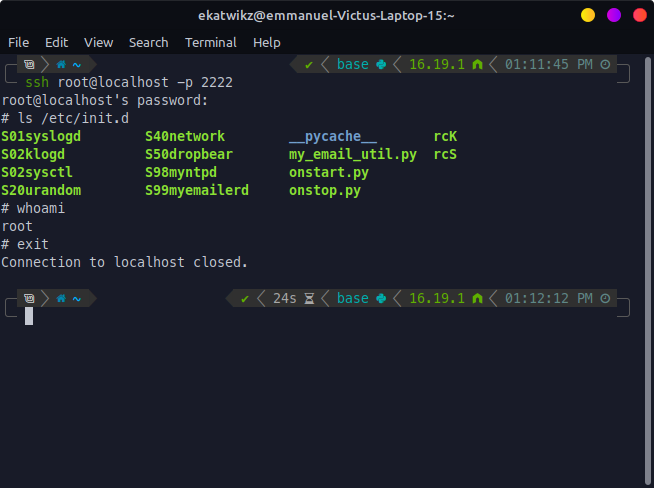 ekatwikz@emmanuel-Victus-Laptop-15:~
File Edit View Search Terminal Help
~ ✔ base 16.19.1 01:11:45 PM
ssh root@localhost -p 2222
root@localhost's password:
# ls /etc/init.d
S01syslogd S40network __pycache__ rcK
S02klogd S50dropbear my_email_util.py rcS
S02sysctl S98myntpd onstart.py
S20urandom S99myemailerd onstop.py
# whoami
root
# exit
Connection to localhost closed.
~ ✔ 24s base 16.19.1 01:12:12 PM